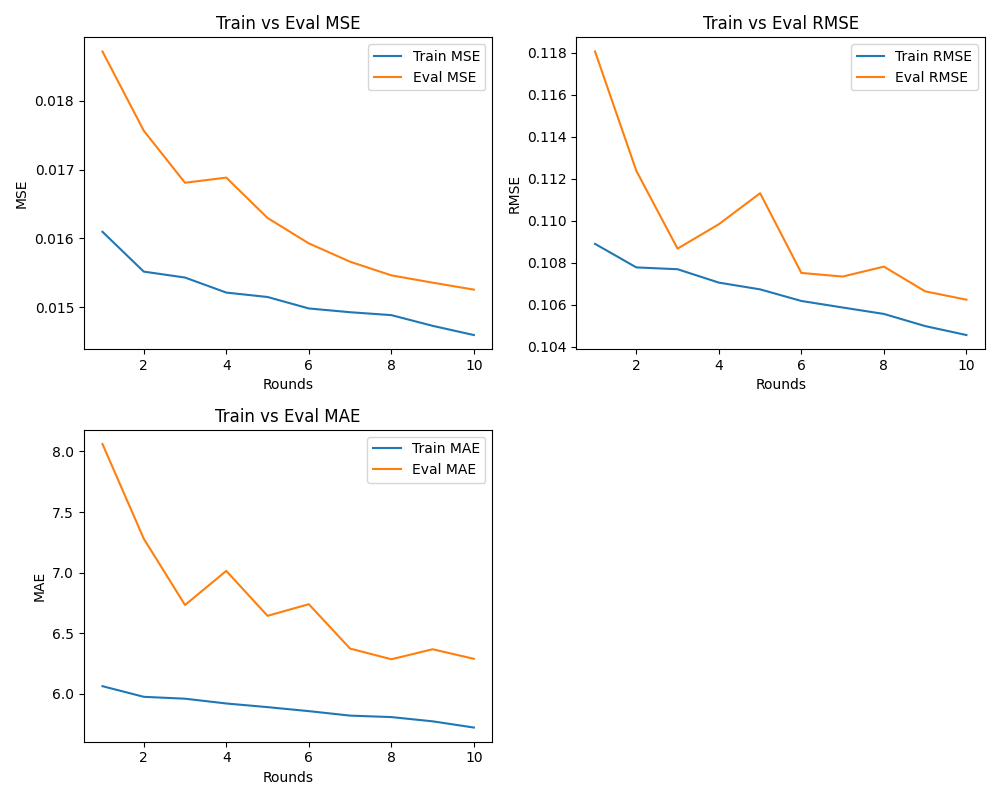 Train vs Eval MSE
Train MSE
Eval MSE
0.018
0.017
0.016
0.015
MSE
2 4 6 8 10
Rounds
Train vs Eval RMSE
Train RMSE
Eval RMSE
0.118
0.116
0.114
0.112
0.110
0.108
0.106
0.104
RMSE
2 4 6 8 10
Rounds
Train vs Eval MAE
Train MAE
Eval MAE
8.0
7.5
7.0
6.5
6.0
MAE
2 4 6 8 10
Rounds